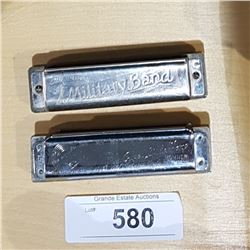 Military Band
Grande Estate Auctions
Lot#
580